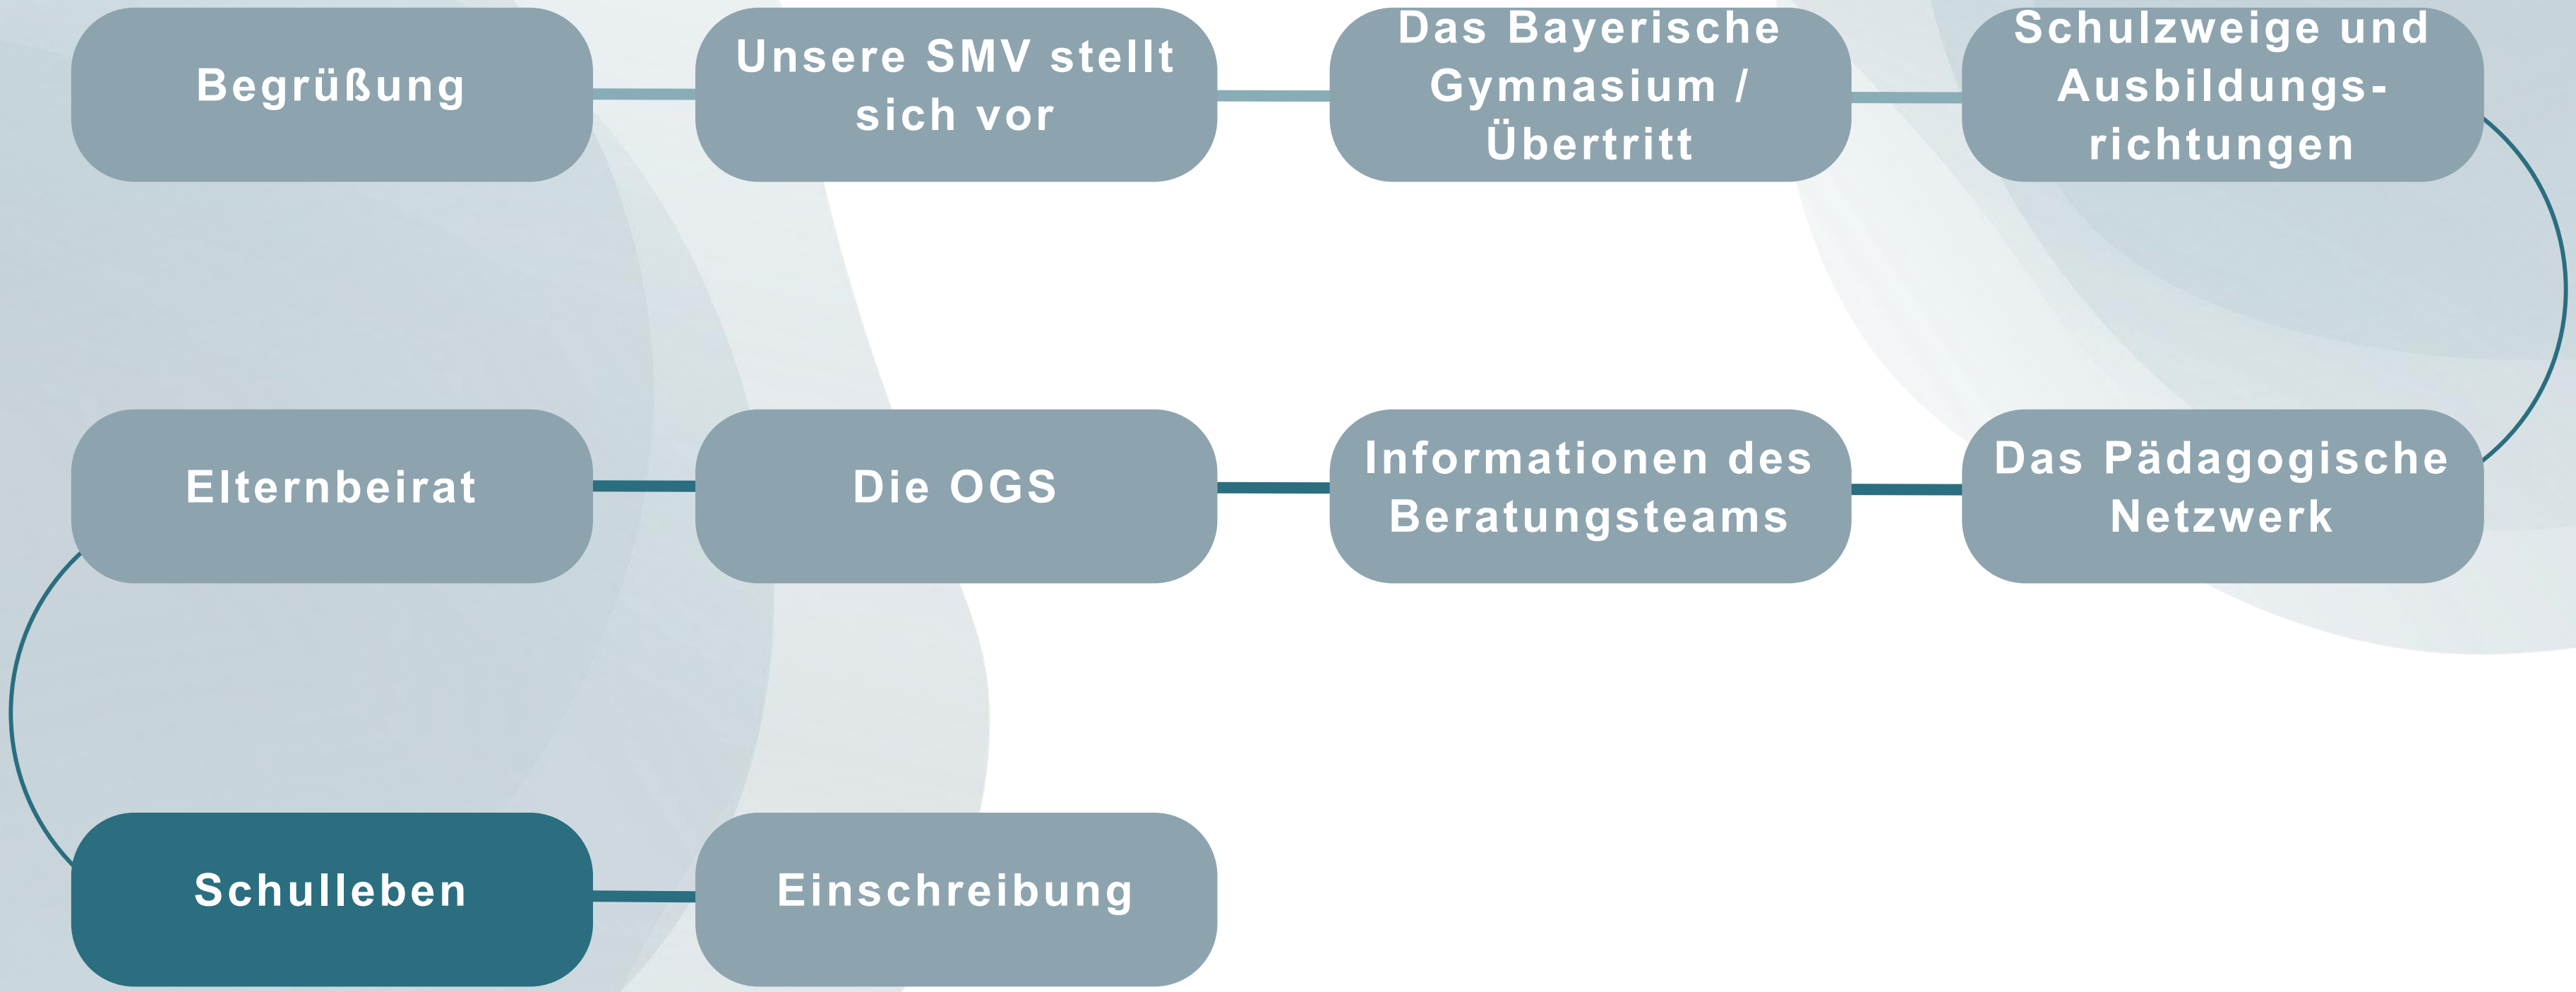 Begrüßung
Unsere SMV stellt
sich vor
Das Bayerische
Gymnasium /
Übertritt
Schulzweige und
Ausbildungs-
richtungen
Elternbeirat
Die OGS
Informationen des
Beratungsteams
Das Pädagogische
Netzwerk
Schulleben
Einschreibung